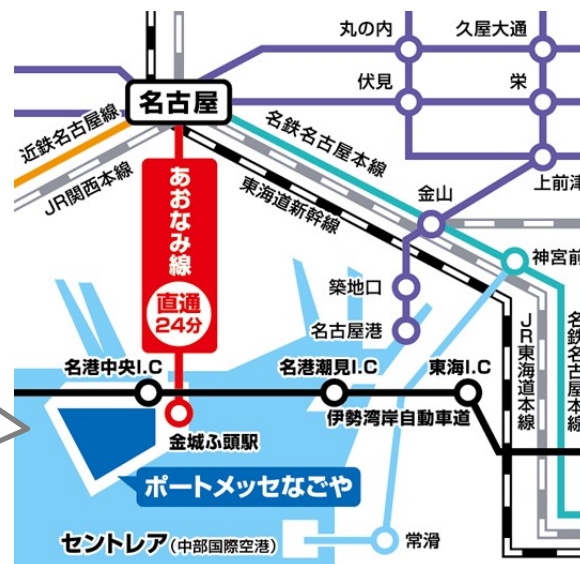 丸の内
久屋大通
伏見
栄
名古屋
近鉄名古屋線
JR関西本線
名鉄名古屋本線
東海道新幹線
あおなみ線
直通
24分
金山
上前津
神宮前
築地口
名古屋港
名港中央I.C
名港潮見I.C
東海I.C
JR東海道本線
名鉄名古屋本線
伊勢湾岸自動車道
金城ふ頭駅
ポートメッセなごや
セントレア(中部国際空港)
常滑